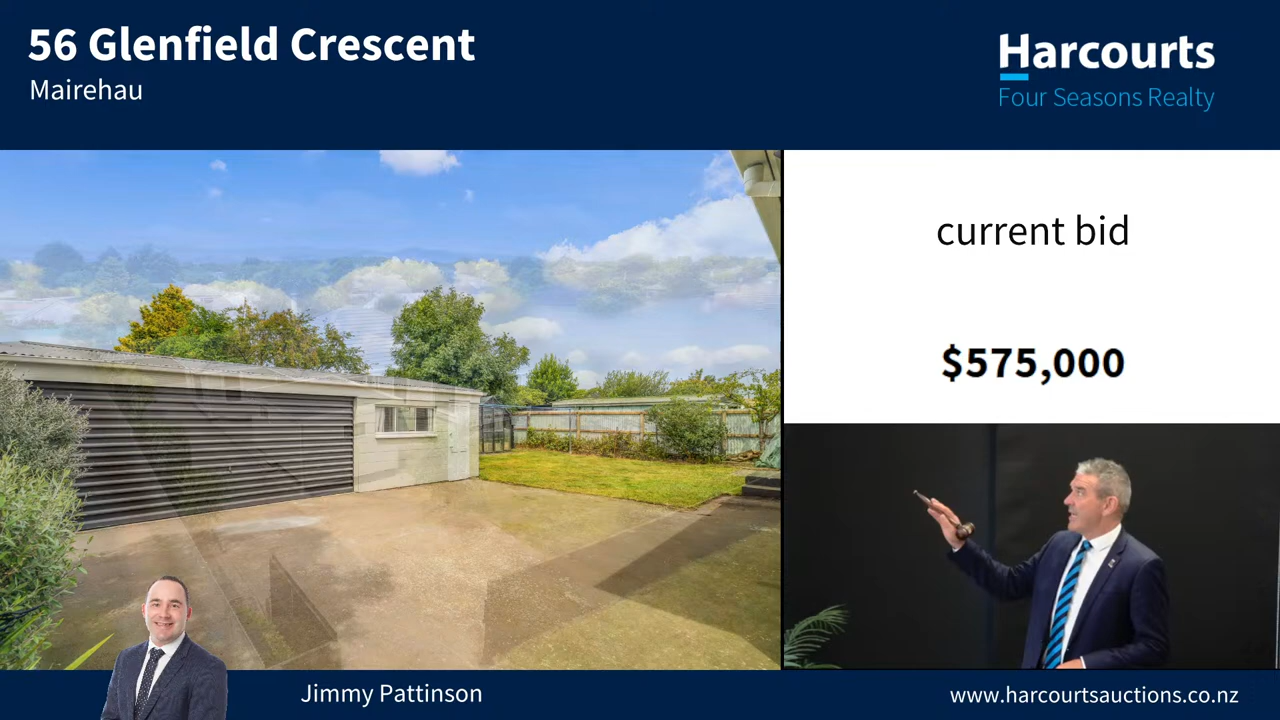 56 Glenfield Crescent
Mairehau
Harcourts
Four Seasons Realty
current bid
$575,000
Jimmy Pattinson
www.harcourtsauctions.co.nz